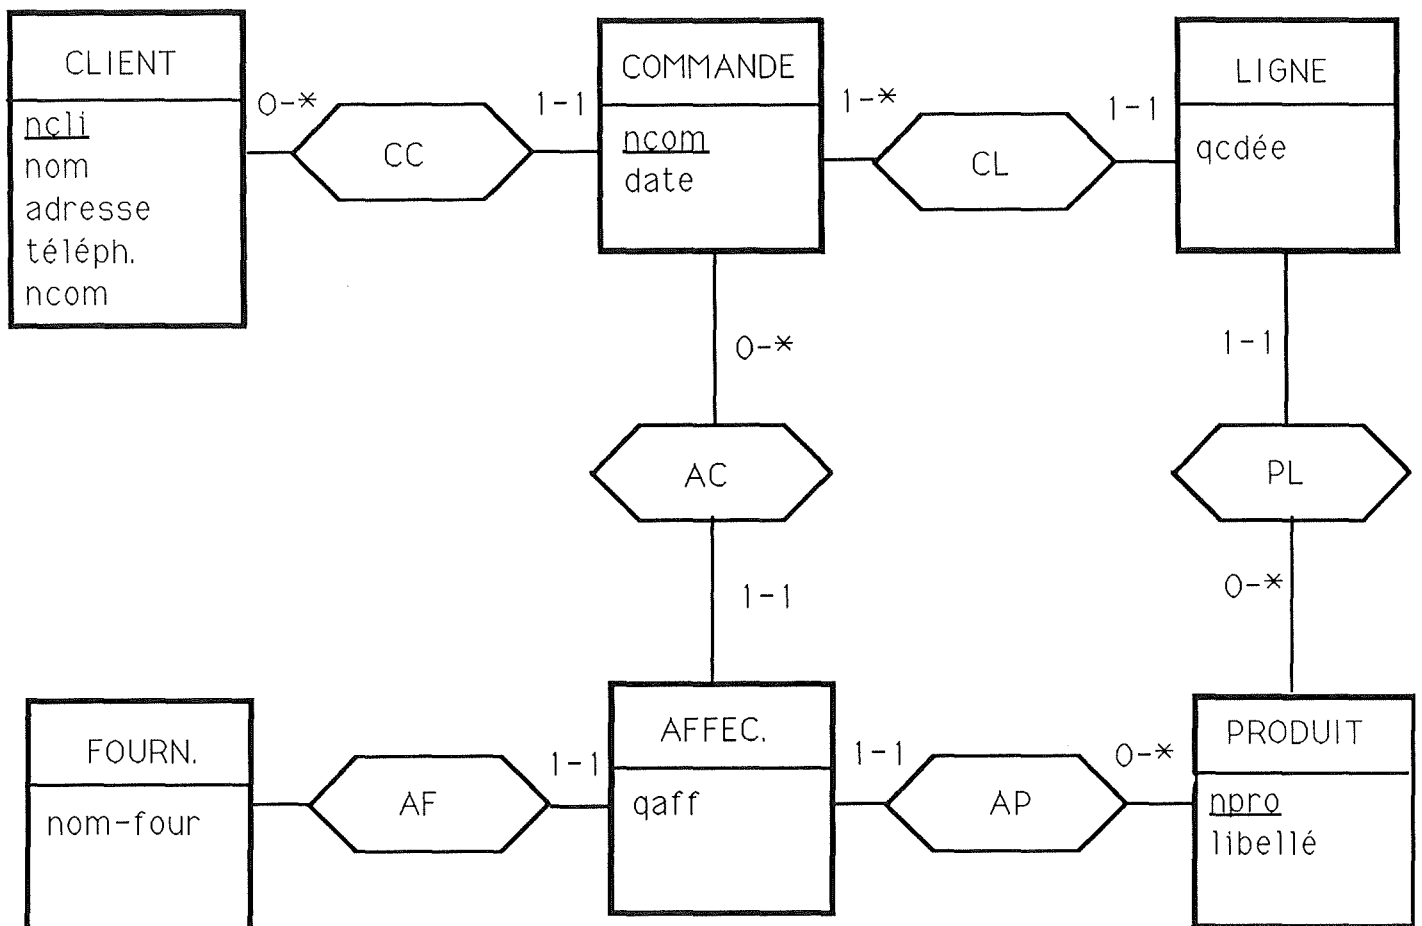 CLIENT
ncli
nom
adresse
téléph.
ncom
0-*
CC
1-1
COMMANDE
ncom
date
1-*
CL
1-1
LIGNE
qcdée
0-*
AC
1-1
1-1
PL
0-*
FOURN.
nom-four
AF
1-1
AFFEC.
qaff
1-1
AP
0-*
PRODUIT
npro
libellé